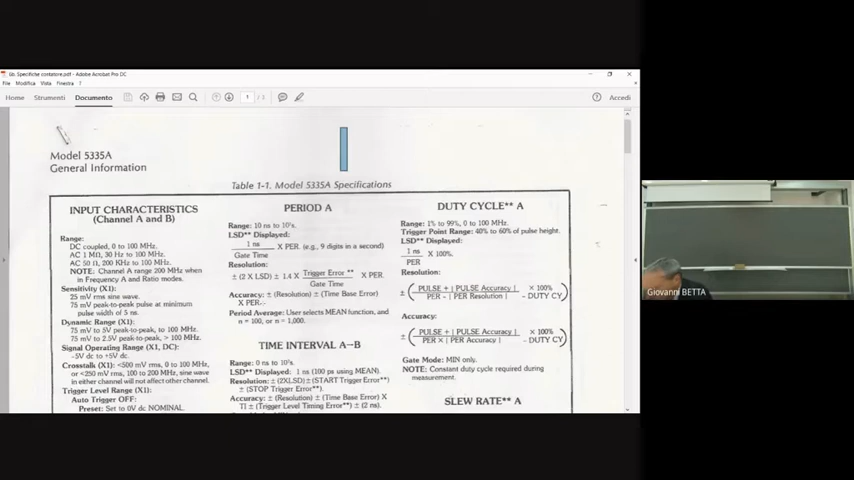 6b. Specifiche contatore.pdf - Adobe Acrobat Pro DC
File Modifica Vista Finestra ?
Home Strumenti Documento
1 / 2
Accedi
Model 5335A
General Information
Table 1-1. Model 5335A Specifications
INPUT CHARACTERISTICS
(Channel A and B)
Range:
DC coupled, 0 to 100 MHz.
AC 1 MΩ, 30 Hz to 100 MHz.
AC 50 Ω, 200 KHz to 100 MHz.
NOTE: Channel A range 200 MHz when
in Frequency A and Ratio modes.
Sensitivity (X1):
25 mV rms sine wave.
75 mV peak-to-peak pulse at minimum
pulse width of 5 ns.
Dynamic Range (X1):
75 mV to 5V peak-to-peak, to 100 MHz.
75 mV to 2.5V peak-to-peak, > 100 MHz.
Signal Operating Range (X1, DC):
-5V dc to +5V dc.
Crosstalk (X1): <500 mV rms, 0 to 100 MHz,
or <250 mV rms, 100 to 200 MHz, sine wave
in either channel will not affect other channel.
Trigger Level Range (X1):
Auto Trigger OFF:
Preset: Set to 0V dc NOMINAL.
PERIOD A
Range: 10 ns to 10⁷s.
LSD** Displayed:
1 ns
Gate Time
X PER. (e.g., 9 digits in a second)
Resolution:
± (2 X LSD) ± 1.4 X Trigger Error** X PER.
Gate Time
Accuracy: ± (Resolution) ± (Time Base Error)
X PER.
Period Average: User selects MEAN function, and
n = 100, or n = 1,000.
TIME INTERVAL A→B
Range: 0 ns to 10⁷s.
LSD** Displayed: 1 ns (100 ps using MEAN).
Resolution: ± (2XLSD) ± (START Trigger Error**)
± (STOP Trigger Error**).
Accuracy: ± (Resolution) ± (Time Base Error) X
TI ± (Trigger Level Timing Error**) ± (2 ns).
DUTY CYCLE** A
Range: 1% to 99%, 0 to 100 MHz.
Trigger Point Range: 40% to 60% of pulse height.
LSD** Displayed:
1 ns
PER
X 100%.
Resolution:
± ( PULSE + | PULSE Accuracy | X 100%
PER - | PER Resolution | - DUTY CY )
Accuracy:
± ( PULSE + | PULSE Accuracy | X 100%
PER X | PER Accuracy | - DUTY CY )
Gate Mode: MIN only.
NOTE: Constant duty cycle required during
measurement.
SLEW RATE** A
Giovanni BETTA